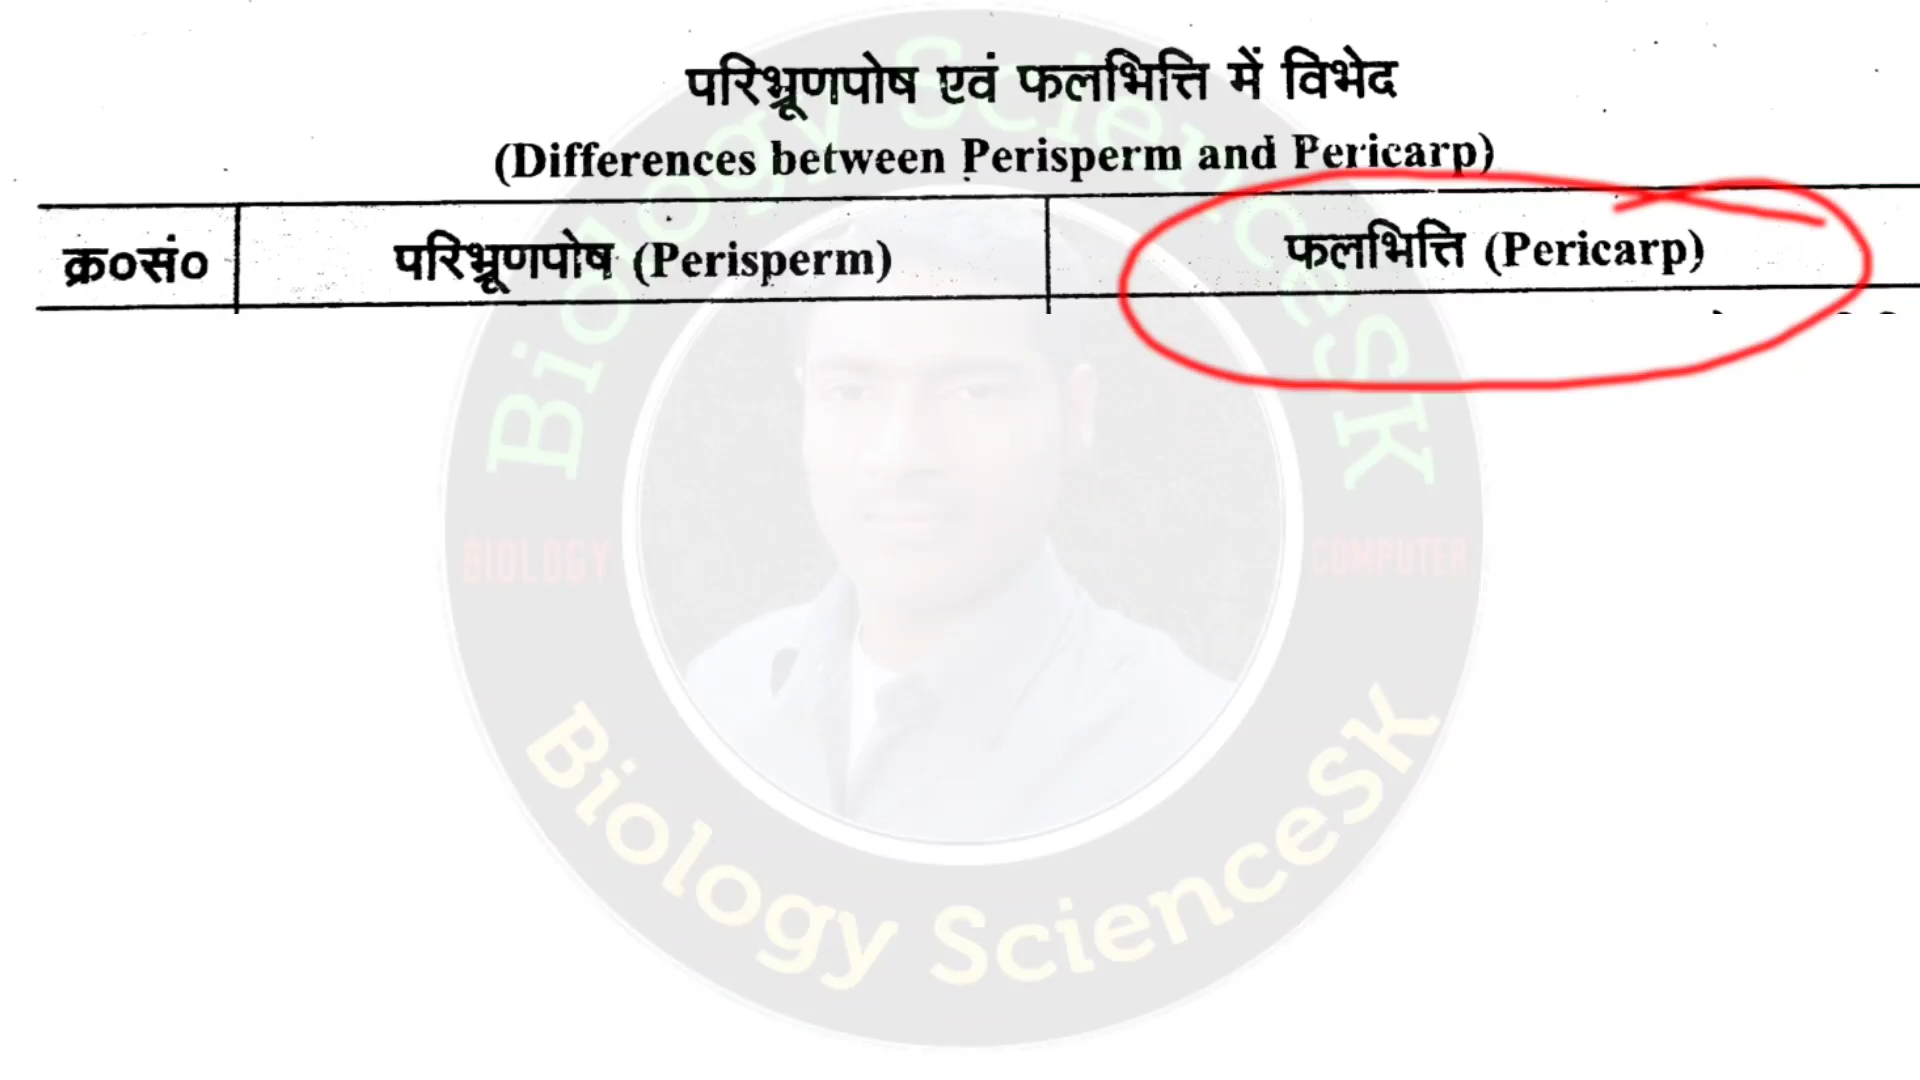 परिभ्रूणपोष एवं फलभित्ति में विभेद
(Differences between Perisperm and Pericarp)
क्र०सं० परिभ्रूणपोष (Perisperm) फलभित्ति (Pericarp)
Biology ScienceSK
BIOLOGY COMPUTER
Biology ScienceSK